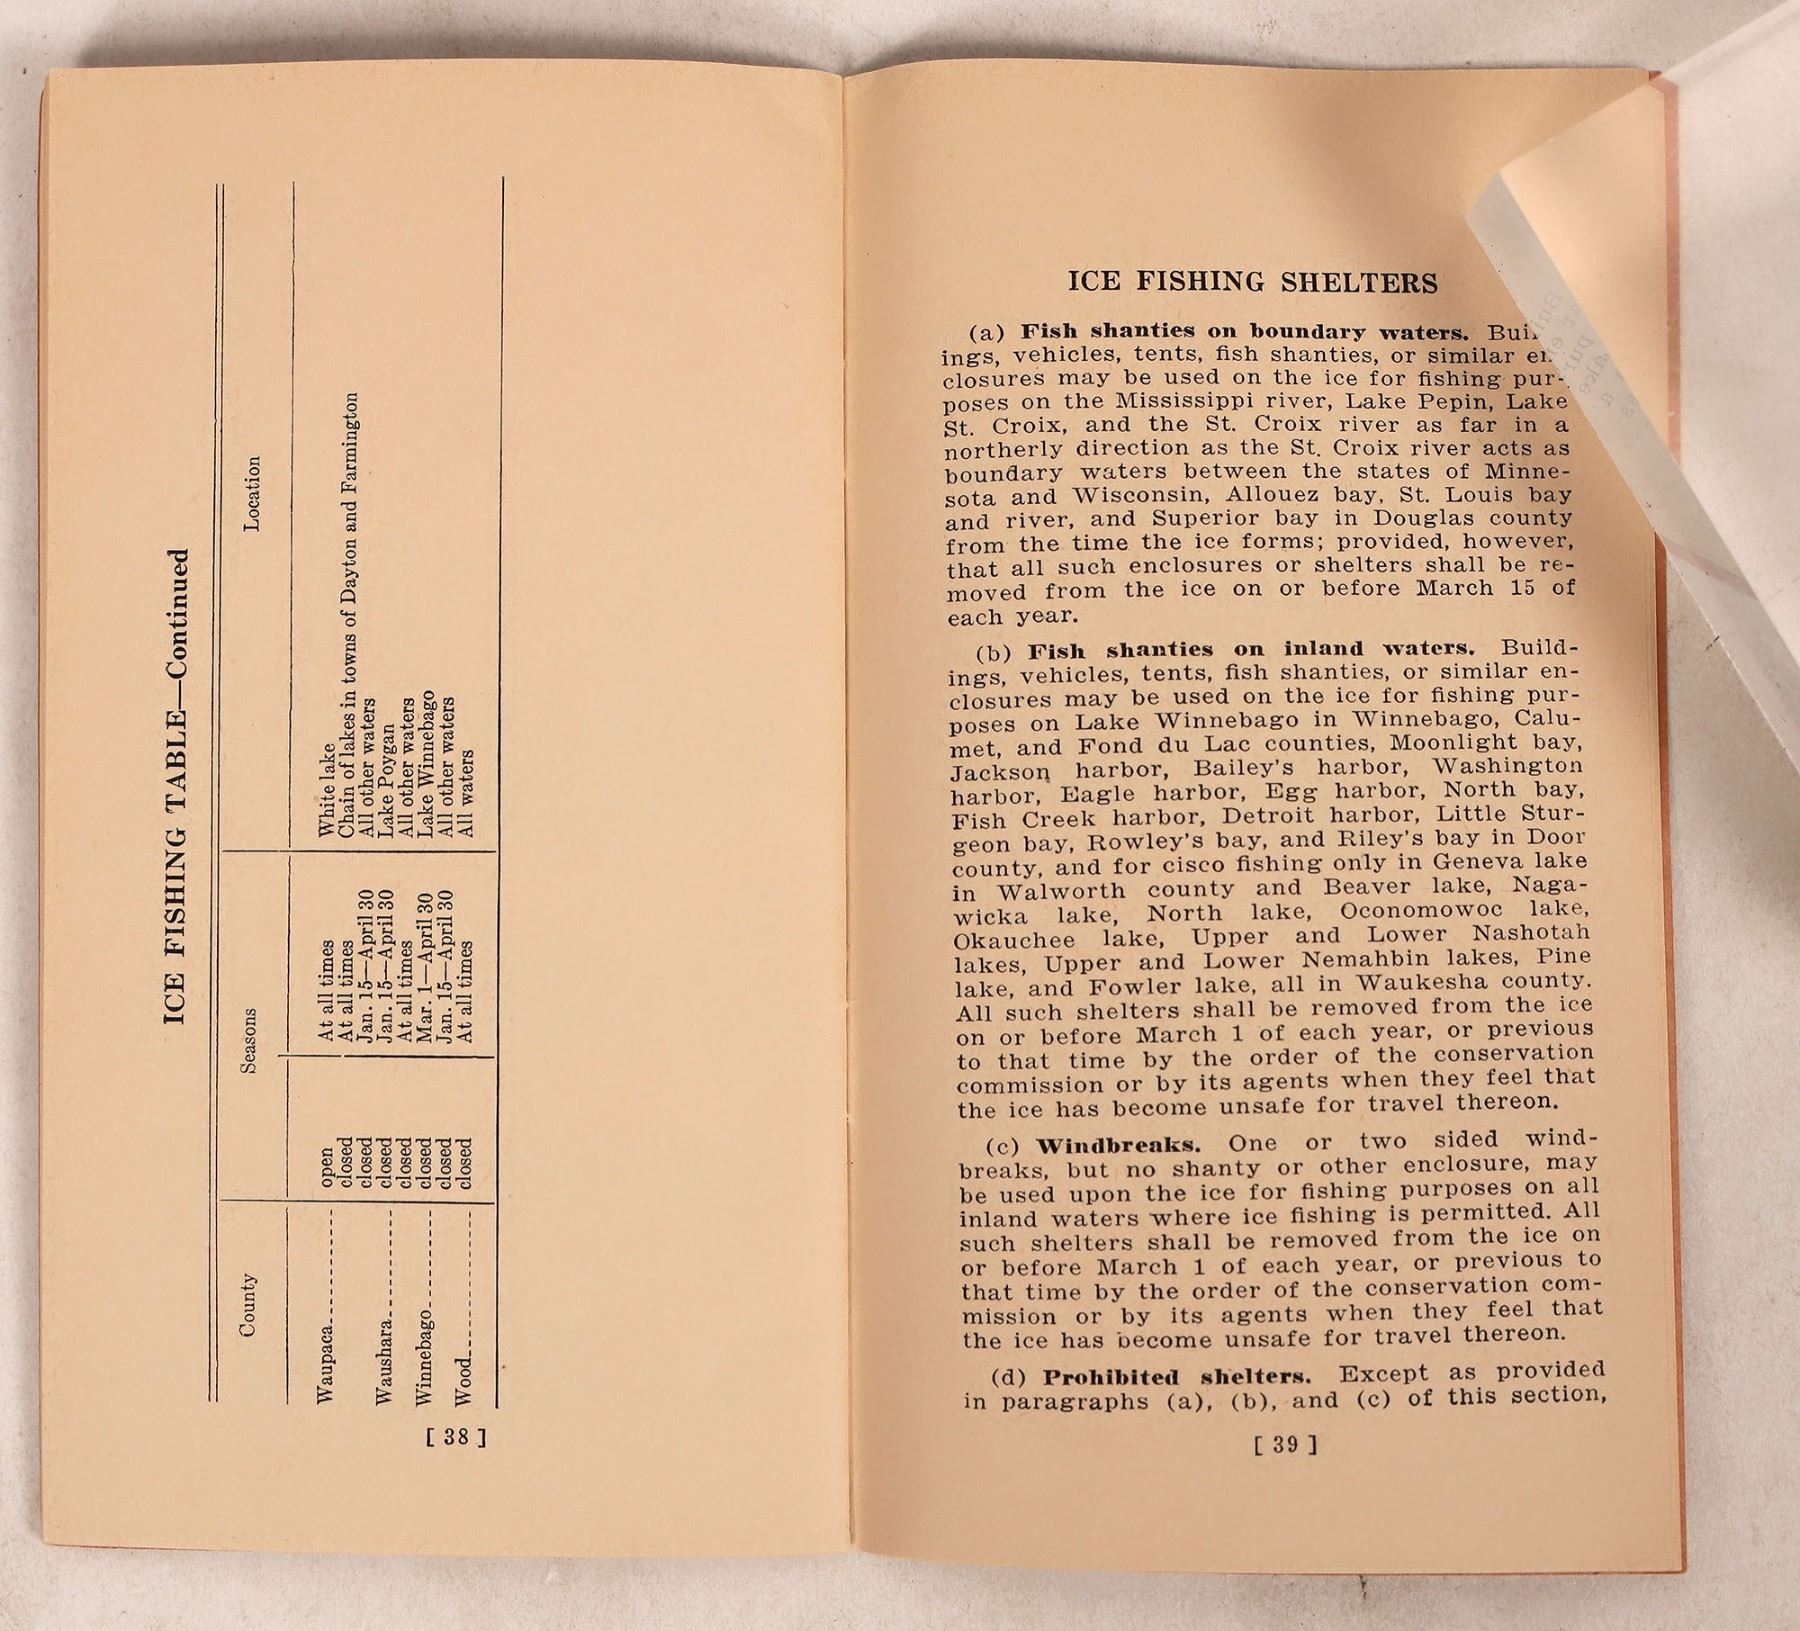 ICE FISHING TABLE—Continued
County Seasons Location
Waupaca open At all times White lake
closed At all times Chain of lakes in towns of Dayton and Farmington
closed Jan. 15—April 30 All other waters
Waushara closed Jan. 15—April 30 Lake Poygan
closed At all times All other waters
Winnebago closed Mar. 1—April 30 Lake Winnebago
closed Jan. 15—April 30 All other waters
Wood closed At all times All waters
[ 38 ]
ICE FISHING SHELTERS
(a) Fish shanties on boundary waters.
ings, vehicles, tents, fish shanties, or similar
closures may be used on the ice for fishing pur-
poses on the Mississippi river, Lake Pepin, Lake
St. Croix, and the St. Croix river as far in a
northerly direction as the St. Croix river acts as
boundary waters between the states of Minne-
sota and Wisconsin, Allouez bay, St. Louis bay
and river, and Superior bay in Douglas county
from the time the ice forms; provided, however,
that all such enclosures or shelters shall be re-
moved from the ice on or before March 15 of
each year.
(b) Fish shanties on inland waters. Build-
ings, vehicles, tents, fish shanties, or similar en-
closures may be used on the ice for fishing pur-
poses on Lake Winnebago in Winnebago, Calu-
met, and Fond du Lac counties, Moonlight bay,
Jackson harbor, Bailey's harbor, Washington
harbor, Eagle harbor, Egg harbor, North bay,
Fish Creek harbor, Detroit harbor, Little Stur-
geon bay, Rowley's bay, and Riley's bay in Door
county, and for cisco fishing only in Geneva lake
in Walworth county and Beaver lake, Naga-
wicka lake, North lake, Oconomowoc lake,
Okauchee lake, Upper and Lower Nashotah
lakes, Upper and Lower Nemahbin lakes, Pine
lake, and Fowler lake, all in Waukesha county.
All such shelters shall be removed from the ice
on or before March 1 of each year, or previous
to that time by the order of the conservation
commission or by its agents when they feel that
the ice has become unsafe for travel thereon.
(c) Windbreaks. One or two sided wind-
breaks, but no shanty or other enclosure, may
be used upon the ice for fishing purposes on all
inland waters where ice fishing is permitted. All
such shelters shall be removed from the ice on
or before March 1 of each year, or previous to
that time by the order of the conservation com-
mission or by its agents when they feel that
the ice has become unsafe for travel thereon.
(d) Prohibited shelters. Except as provided
in paragraphs (a), (b), and (c) of this section,
[ 39 ]